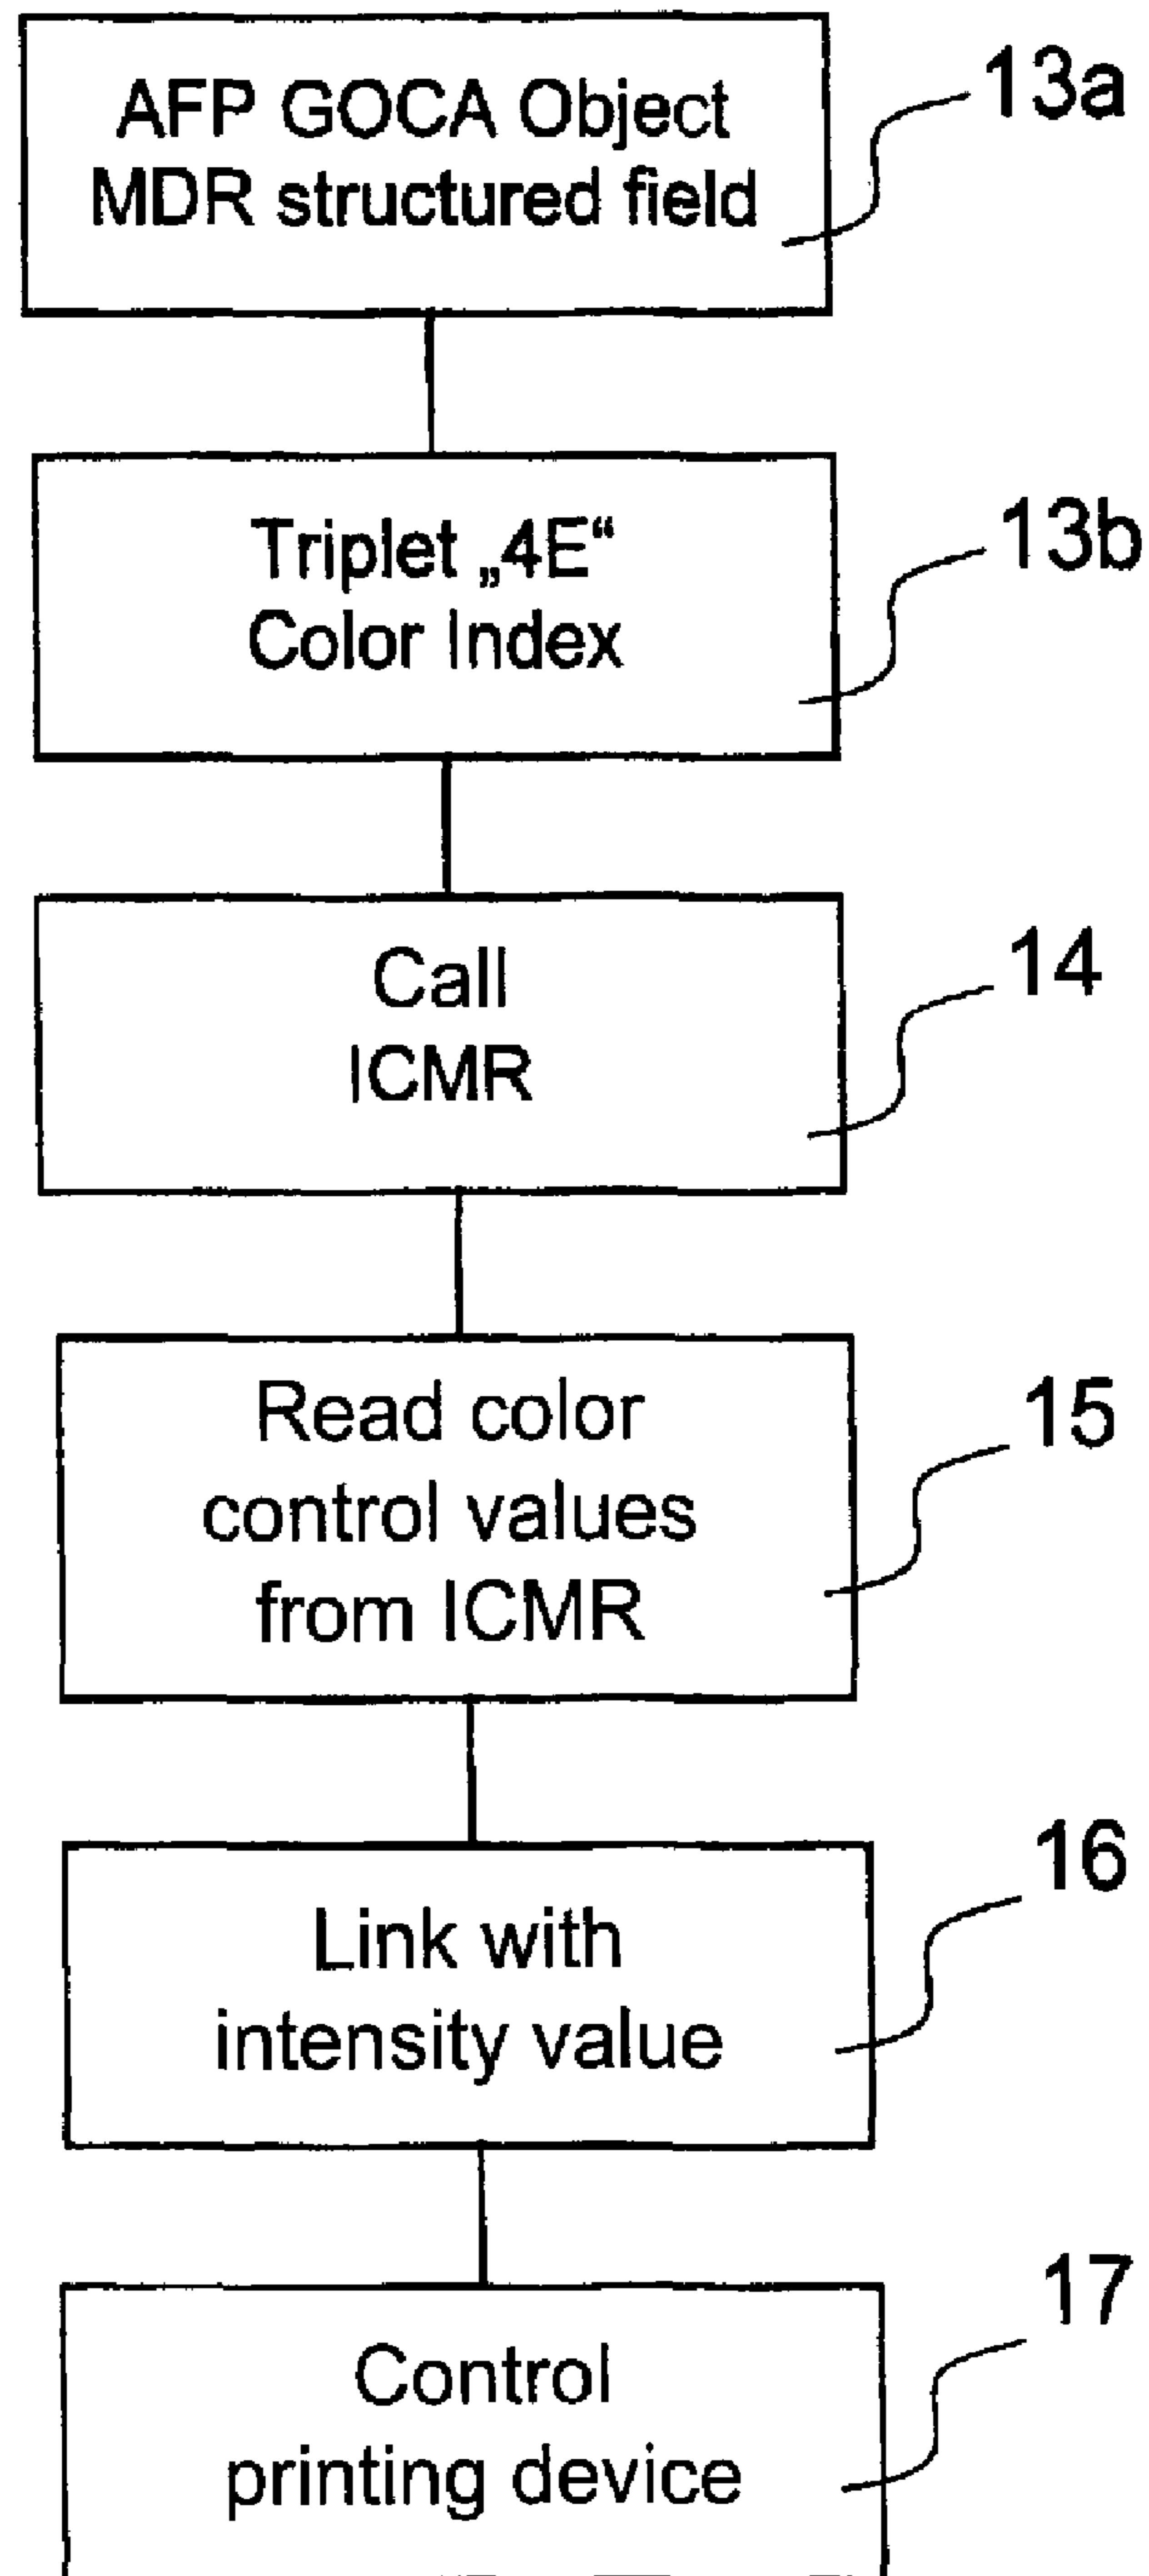 AFP GOCA Object
MDR structured field
13a
Triplet „4E“
Color Index
13b
Call
ICMR
14
Read color
control values
from ICMR
15
Link with
intensity value
16
Control
printing device
17